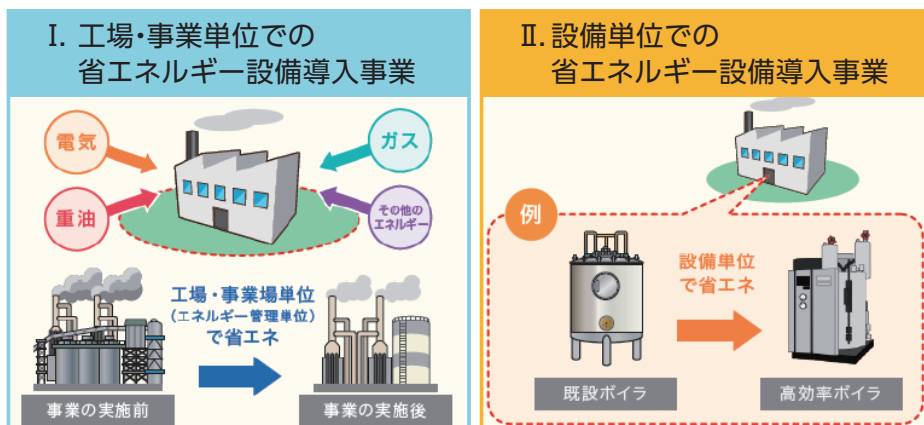 Ⅰ. 工場・事業単位での
省エネルギー設備導入事業
電気
ガス
重油
その他の
エネルギー
工場・事業場単位
（エネルギー管理単位）
で省エネ
事業の実施前
事業の実施後
Ⅱ. 設備単位での
省エネルギー設備導入事業
例
設備単位
で省エネ
既設ボイラ
高効率ボイラ